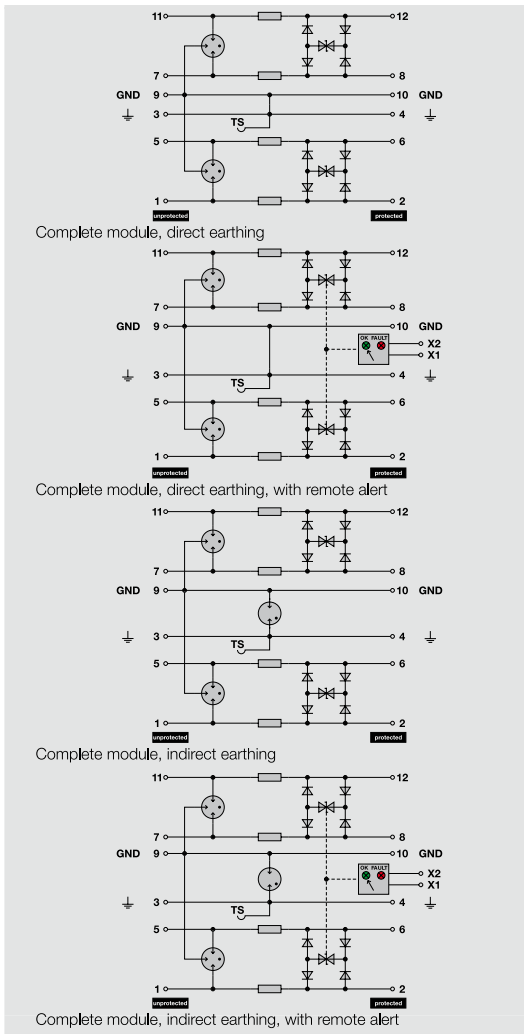 11 12
7 8
GND 9 10 GND
3 4
TS
5 6
1 2
unprotected protected
Complete module, direct earthing
11 12
7 8
GND 9 10 GND
OK FAULT
X2
X1
3 4
TS
5 6
1 2
unprotected protected
Complete module, direct earthing, with remote alert
11 12
7 8
GND 9 10 GND
3 4
TS
5 6
1 2
unprotected protected
Complete module, indirect earthing
11 12
7 8
GND 9 10 GND
OK FAULT
X2
X1
3 4
TS
5 6
1 2
unprotected protected
Complete module, indirect earthing, with remote alert